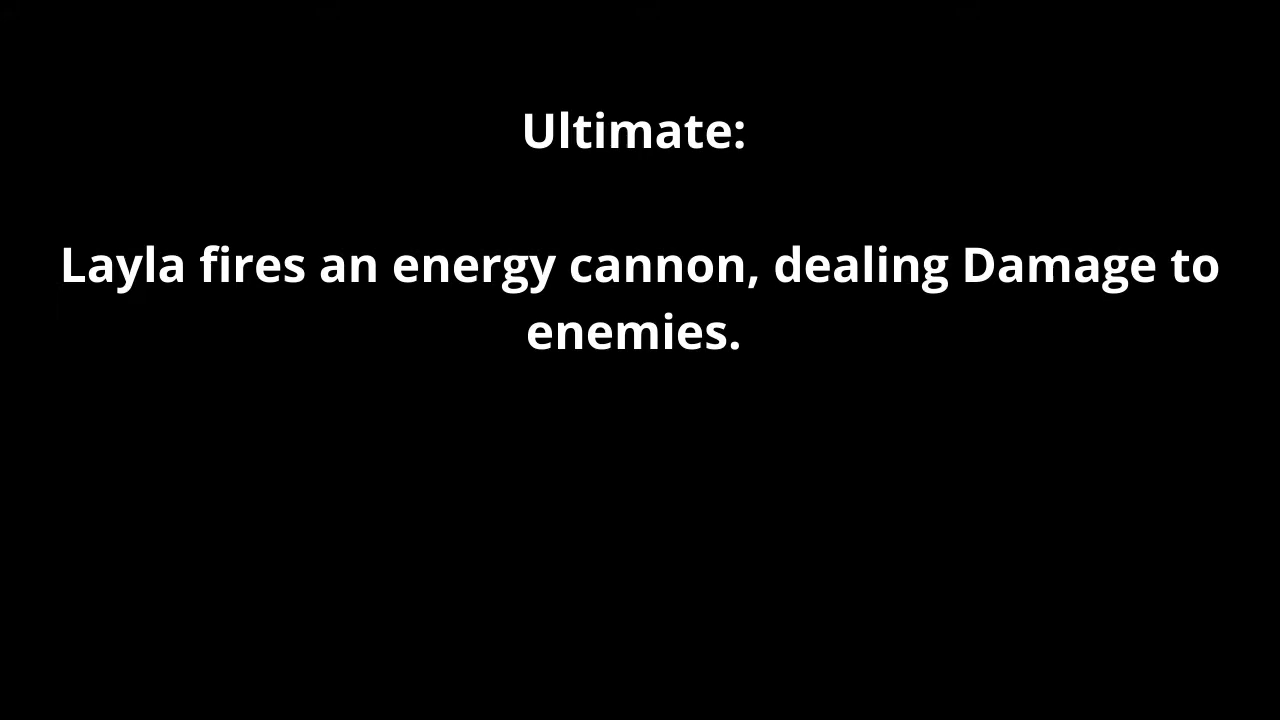 Ultimate:
Layla fires an energy cannon, dealing Damage to
enemies.